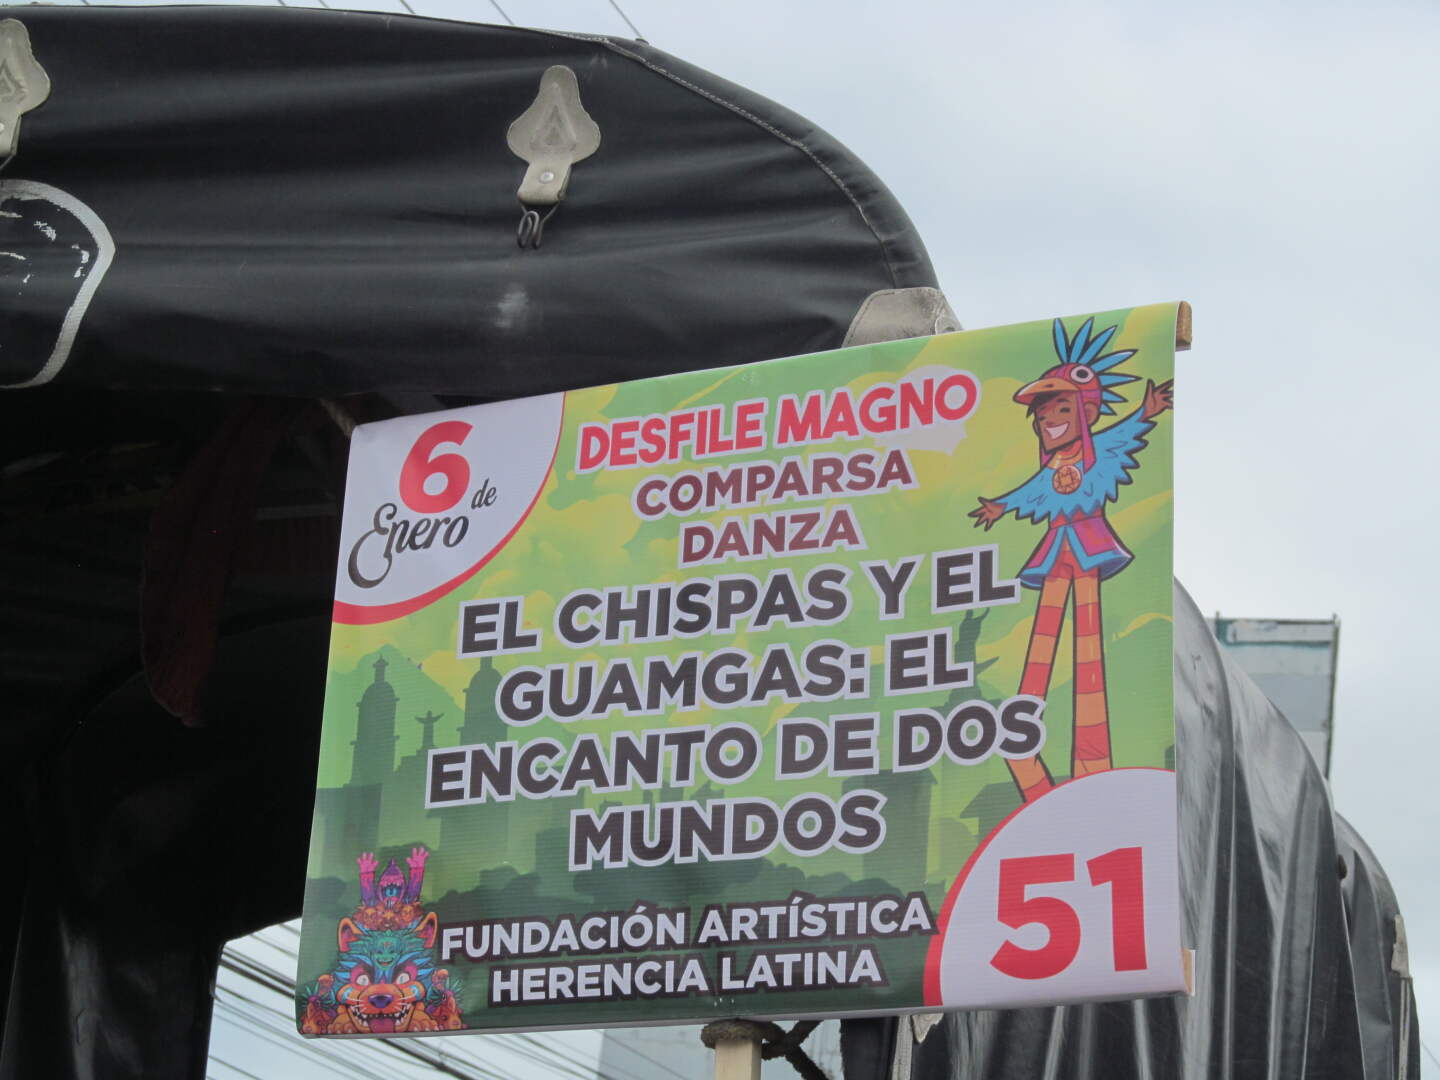 6 de
Enero
DESFILE MAGNO
COMPARSA
DANZA
EL CHISPAS Y EL
GUAMGAS: EL
ENCANTO DE DOS
MUNDOS
FUNDACIÓN ARTÍSTICA
HERENCIA LATINA
51